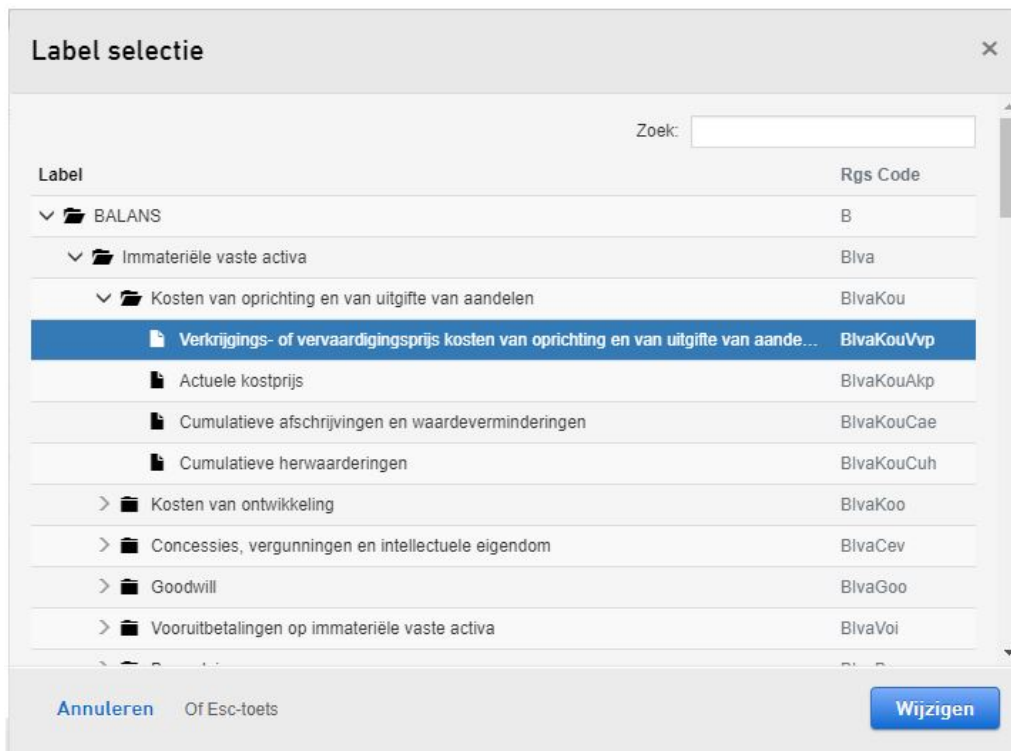 Label selectie
Zoek:
Label Rgs Code
BALANS B
Immateriële vaste activa BIva
Kosten van oprichting en van uitgifte van aandelen BIvaKou
Verkrijgings- of vervaardigingsprijs kosten van oprichting en van uitgifte van aande... BIvaKouVvp
Actuele kostprijs BIvaKouAkp
Cumulatieve afschrijvingen en waardeverminderingen BIvaKouCae
Cumulatieve herwaarderingen BIvaKouCuh
Kosten van ontwikkeling BIvaKoo
Concessies, vergunningen en intellectuele eigendom BIvaCev
Goodwill BIvaGoo
Vooruitbetalingen op immateriële vaste activa BIvaVoi
Annuleren Of Esc-toets Wijzigen